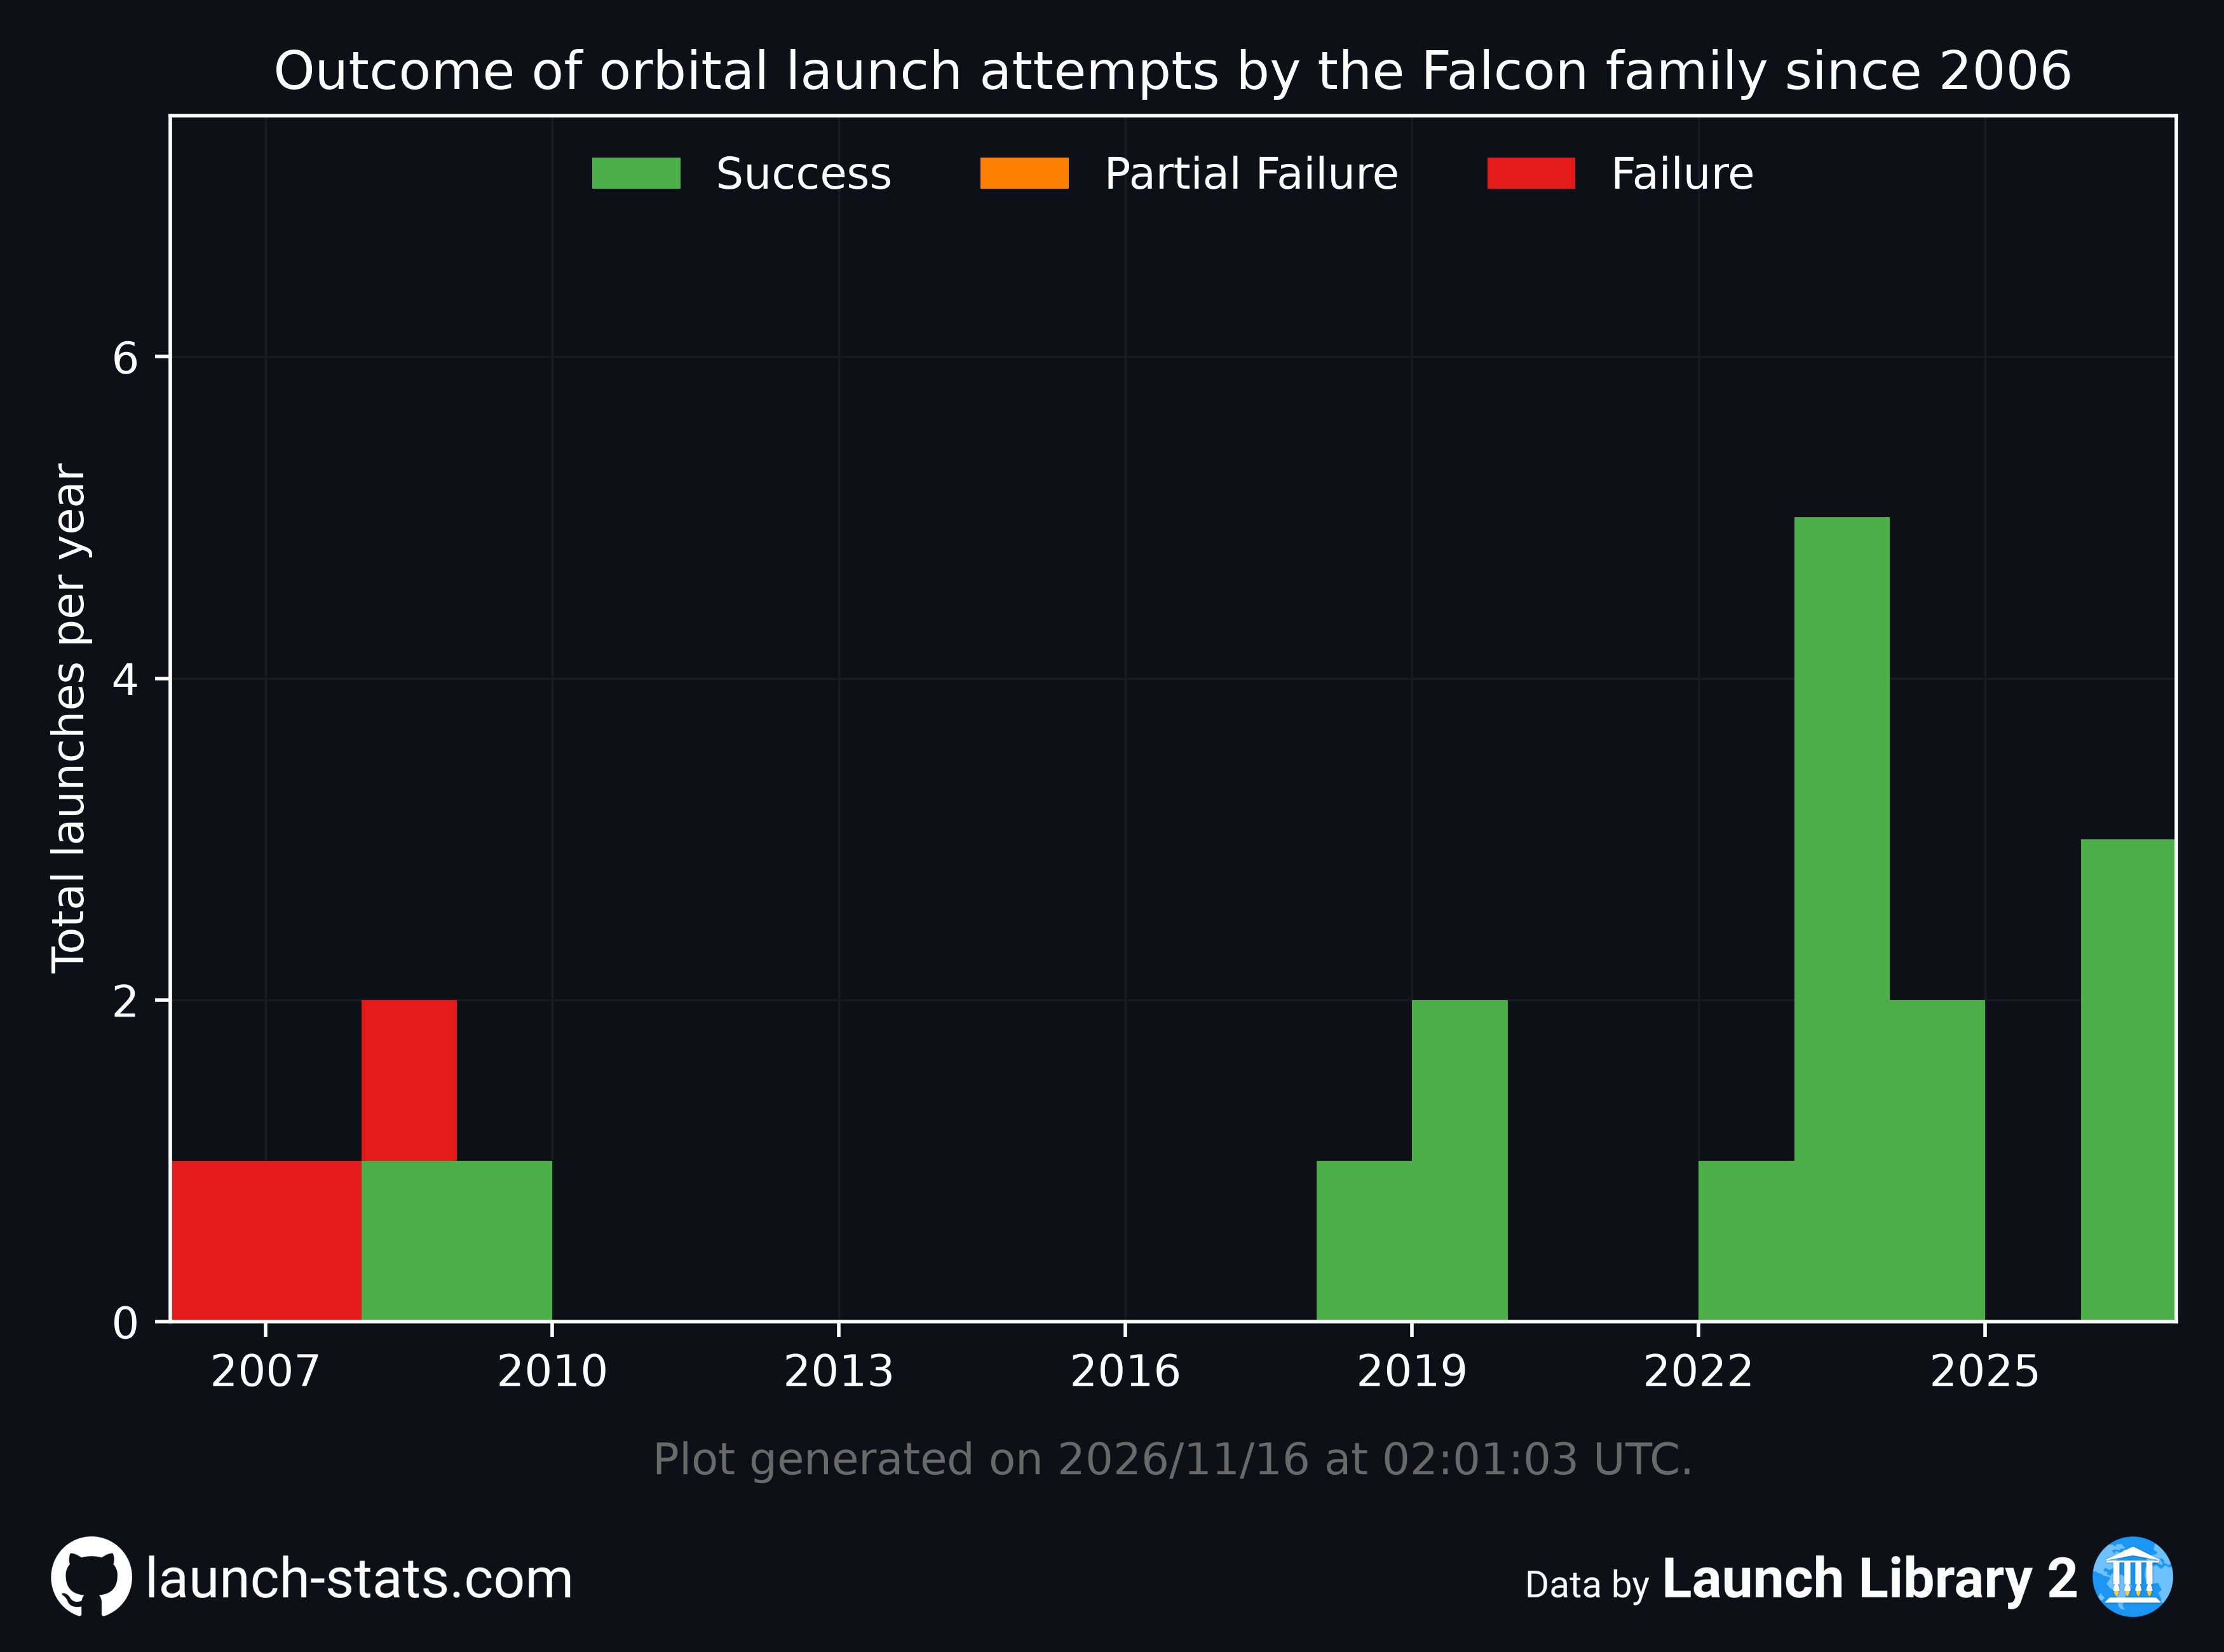 Outcome of orbital launch attempts by the Falcon family since 2006
Success Partial Failure Failure
Total launches per year
6
4
2
0
2007 2010 2013 2016 2019 2022 2025
Plot generated on 2026/11/16 at 02:01:03 UTC.
launch-stats.com
Data by Launch Library 2